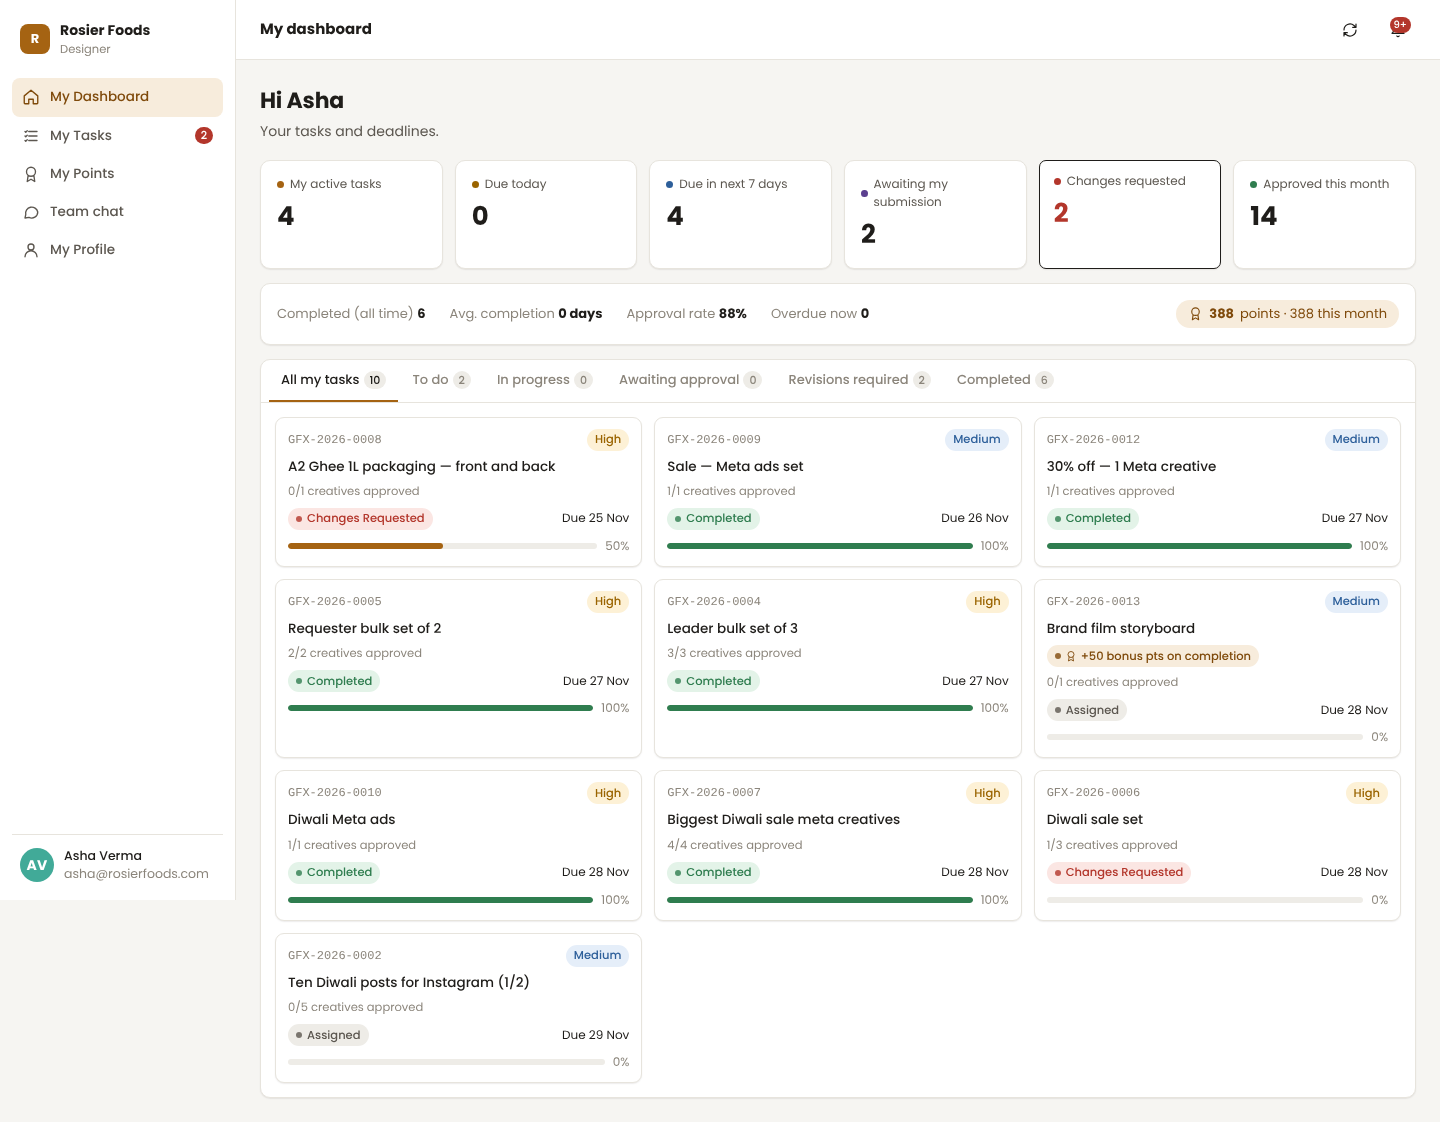 R
Rosier Foods
Designer
My Dashboard
My Tasks 2
My Points
Team chat
My Profile
Asha Verma
AV
asha@rosierfoods.com
My dashboard
9+
Hi Asha
Your tasks and deadlines.
My active tasks
4
Due today
0
Due in next 7 days
4
Awaiting my
submission
2
Changes requested
2
Approved this month
14
Completed (all time) 6 Avg. completion 0 days Approval rate 88% Overdue now 0 388 points · 388 this month
All my tasks 10 To do 2 In progress 0 Awaiting approval 0 Revisions required 2 Completed 6
GFX-2026-0008 High
A2 Ghee 1L packaging — front and back
0/1 creatives approved
Changes Requested Due 25 Nov
50%
GFX-2026-0009 Medium
Sale — Meta ads set
1/1 creatives approved
Completed Due 26 Nov
100%
GFX-2026-0012 Medium
30% off — 1 Meta creative
1/1 creatives approved
Completed Due 27 Nov
100%
GFX-2026-0005 High
Requester bulk set of 2
2/2 creatives approved
Completed Due 27 Nov
100%
GFX-2026-0004 High
Leader bulk set of 3
3/3 creatives approved
Completed Due 27 Nov
100%
GFX-2026-0013 Medium
Brand film storyboard
+50 bonus pts on completion
0/1 creatives approved
Assigned Due 28 Nov
0%
GFX-2026-0010 High
Diwali Meta ads
1/1 creatives approved
Completed Due 28 Nov
100%
GFX-2026-0007 High
Biggest Diwali sale meta creatives
4/4 creatives approved
Completed Due 28 Nov
100%
GFX-2026-0006 High
Diwali sale set
1/3 creatives approved
Changes Requested Due 28 Nov
0%
GFX-2026-0002 Medium
Ten Diwali posts for Instagram (1/2)
0/5 creatives approved
Assigned Due 29 Nov
0%